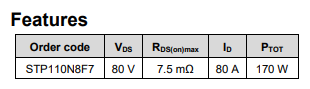 Features
Order code VDS RDS(on)max ID PTOT
STP110N8F7 80 V 7.5 mΩ 80 A 170 W